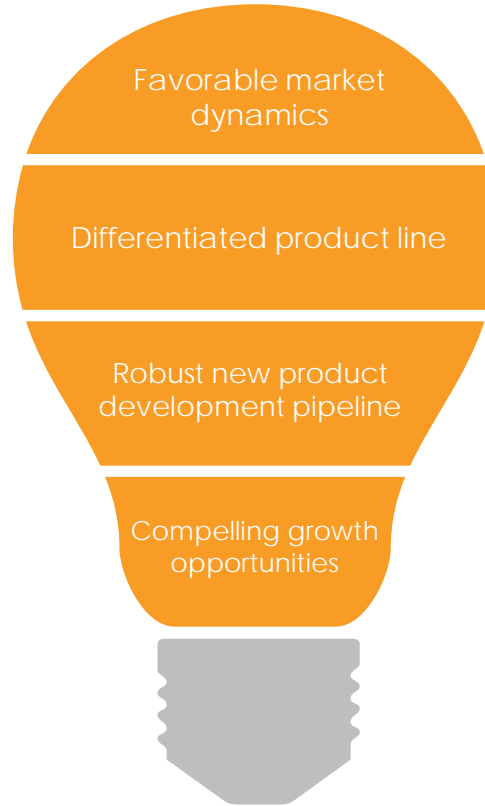 Favorable market
dynamics
Differentiated product line
Robust new product
development pipeline
Compelling growth
opportunities